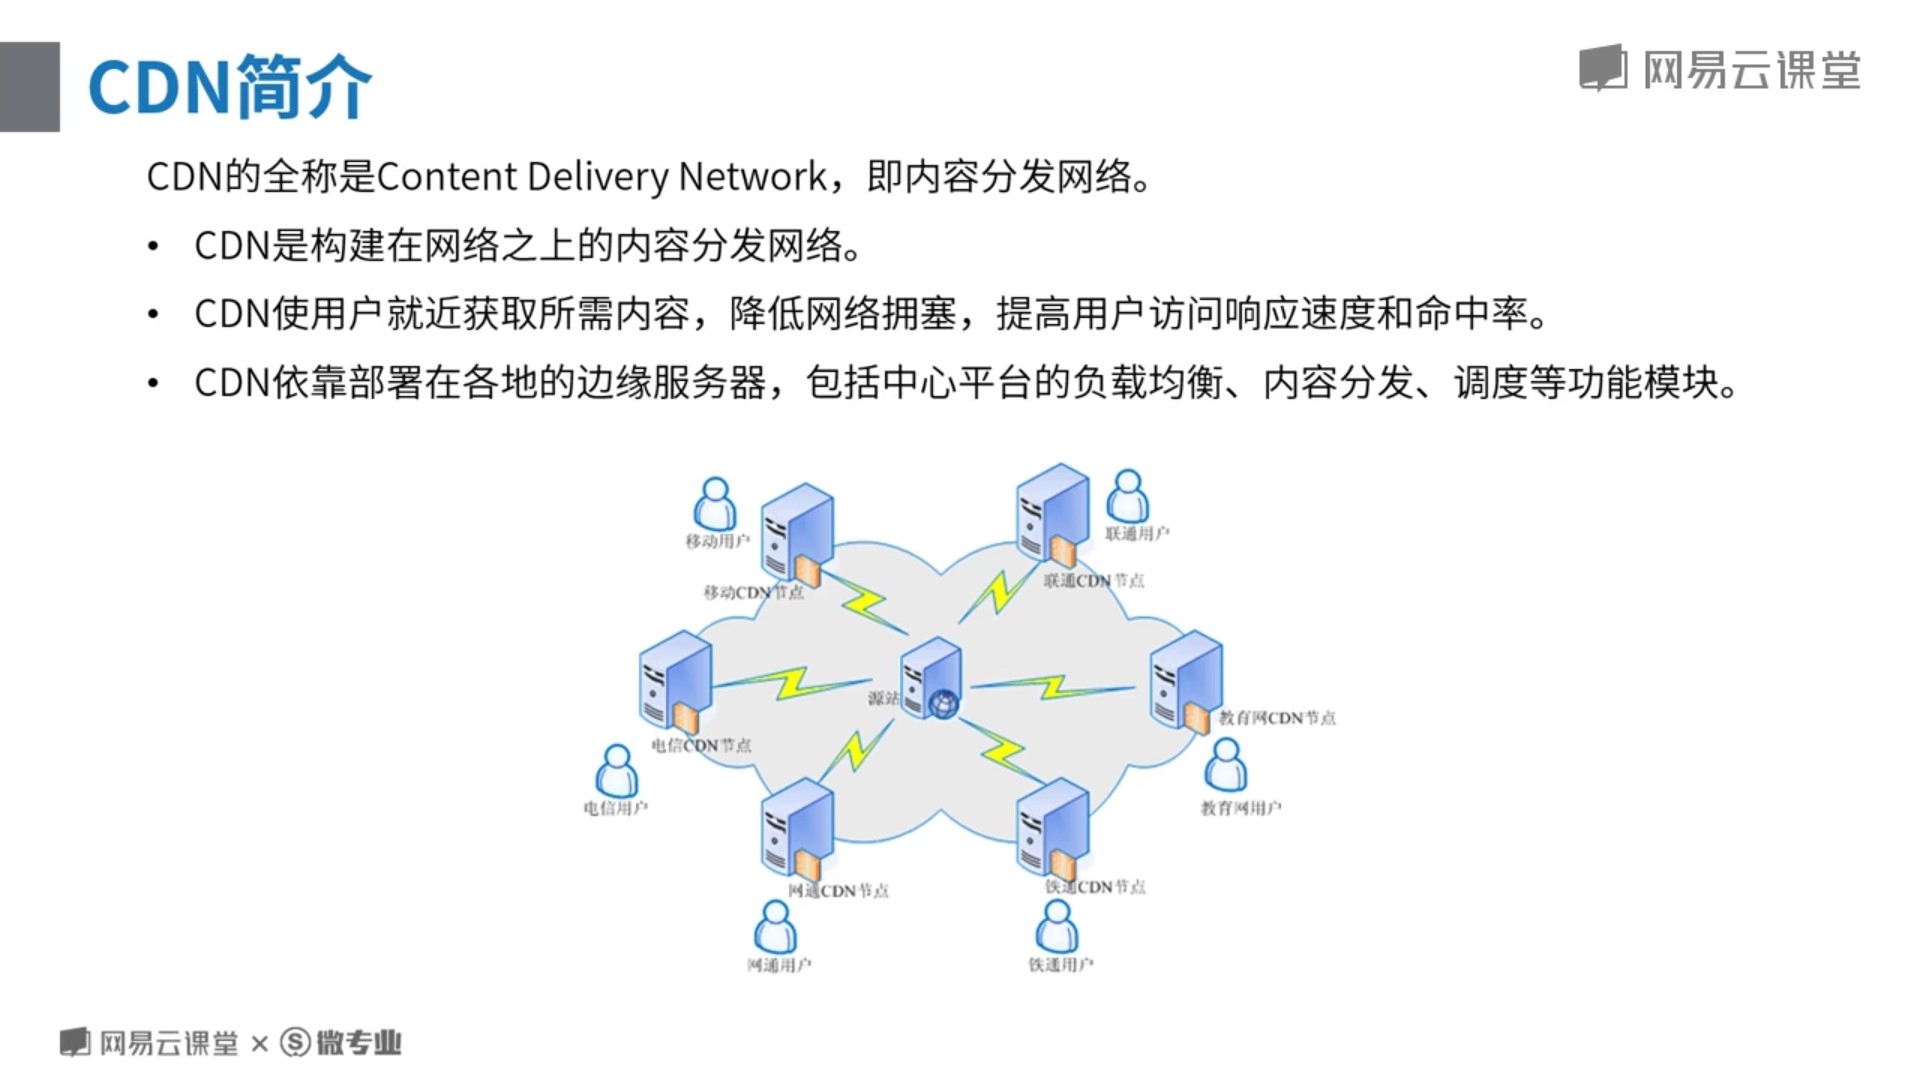 CDN简介
网易云课堂
CDN的全称是Content Delivery Network，即内容分发网络。
• CDN是构建在网络之上的内容分发网络。
• CDN使用户就近获取所需内容，降低网络拥塞，提高用户访问响应速度和命中率。
• CDN依靠部署在各地的边缘服务器，包括中心平台的负载均衡、内容分发、调度等功能模块。
移动用户
联通用户
移动CDN节点
联通CDN节点
源站
教育网CDN节点
电信CDN节点
电信用户
教育网用户
网通CDN节点
铁通CDN节点
网通用户
铁通用户
网易云课堂 × 微专业